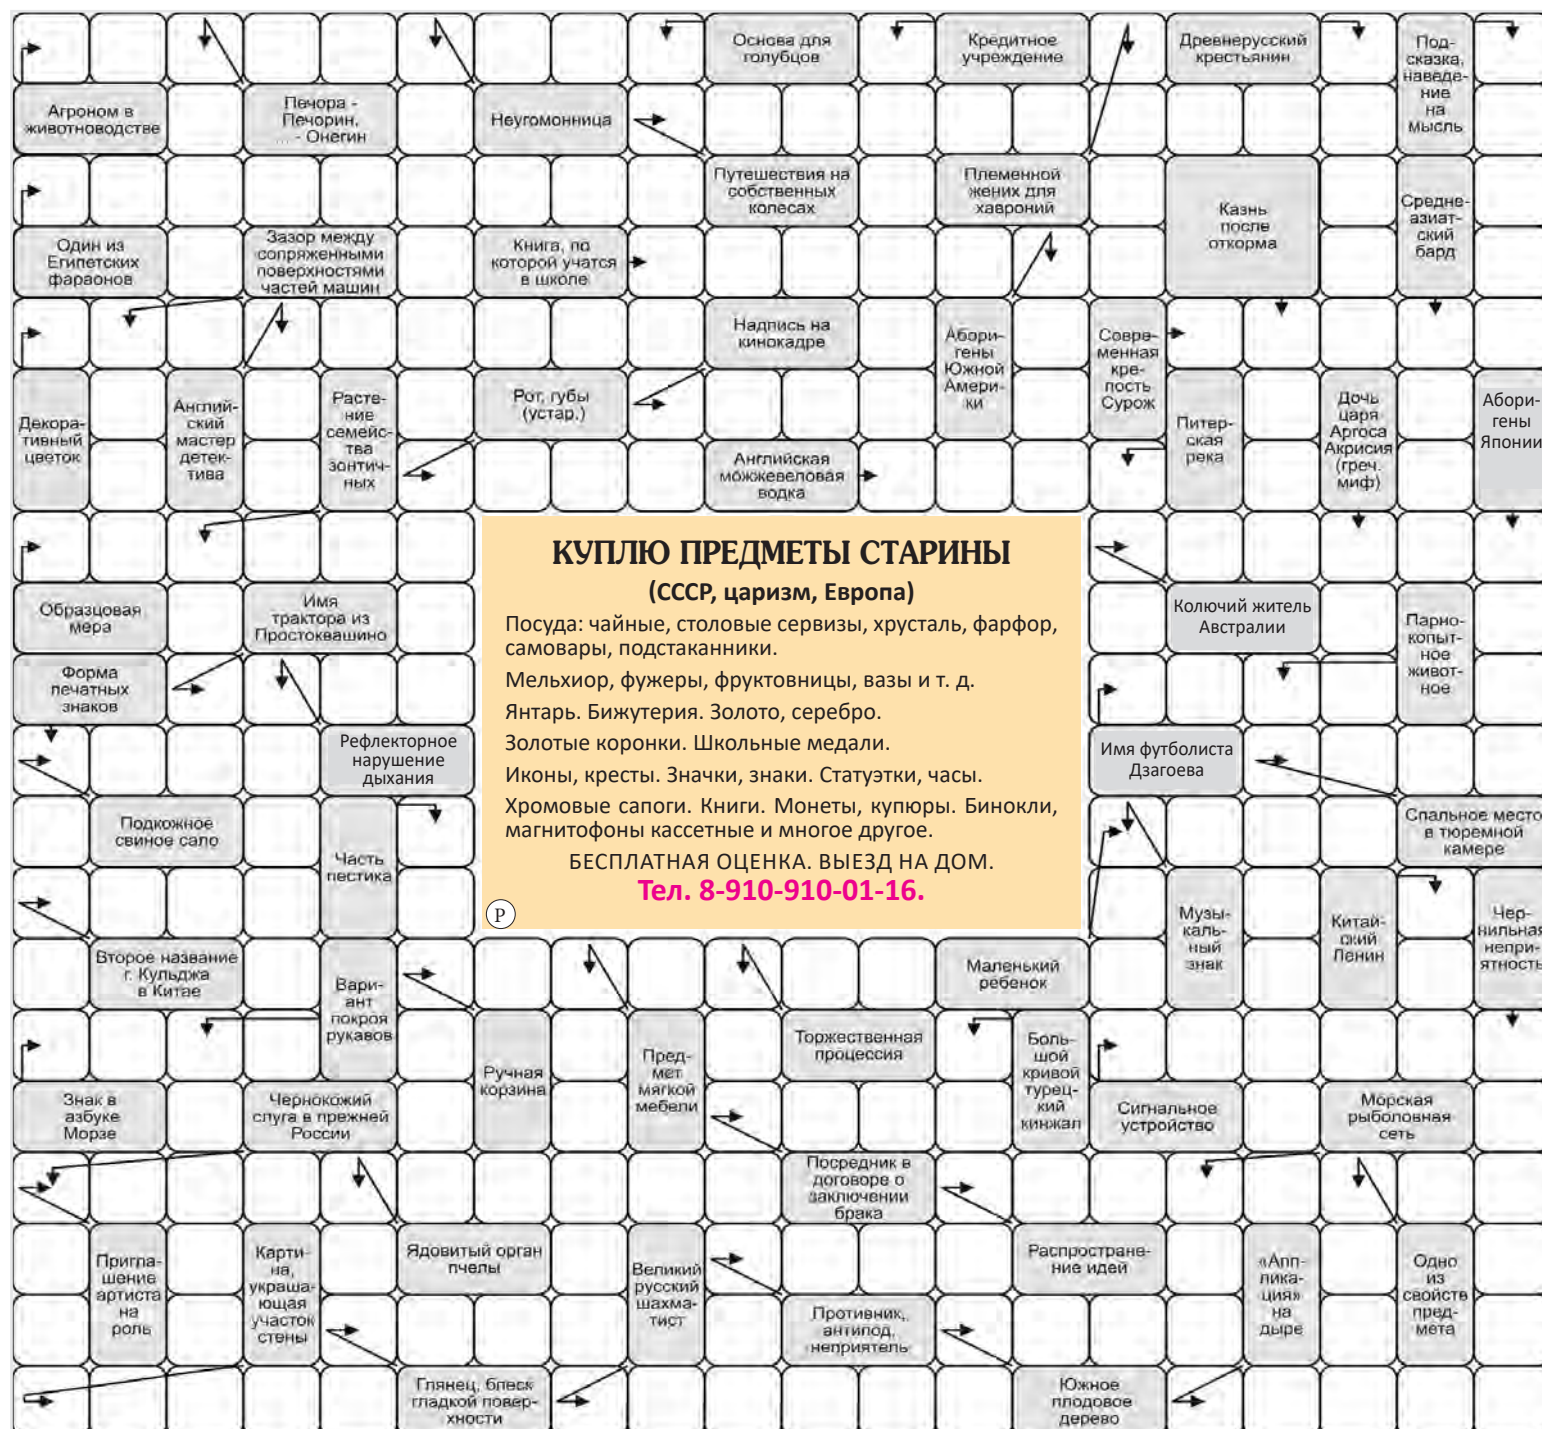 Основа для
голубцов
Кредитное
учреждение
Древнерусский
крестьянин
Под-
сказка,
наведе-
ние
на
мысль
Агроном в
животноводстве
Печора -
Печорин,
... - Онегин
Неугомонница
Путешествия на
собственных
колесах
Племенной
жених для
хавроний
Казнь
после
откорма
Средне-
азиат-
ский
бард
Один из
Египетских
фараонов
Зазор между
сопряженными
поверхностями
частей машин
Книга, по
которой учатся
в школе
Надпись на
кинокадре
Абори-
гены
Южной
Амери-
ки
Совре-
менная
кре-
пость
Сурож
Декора-
тивный
цветок
Англий-
ский
мастер
детек-
тива
Расте-
ние
семейс-
тва
зонтич-
ных
Рот, губы
(устар.)
Питер-
ская
река
Дочь
царя
Аргоса
Акрисия
(греч.
миф)
Абори-
гены
Японии
Английская
можжевеловая
водка
КУПЛЮ ПРЕДМЕТЫ СТАРИНЫ
(СССР, царизм, Европа)
Посуда: чайные, столовые сервизы, хрусталь, фарфор,
самовары, подстаканники.
Мельхиор, фужеры, фруктовницы, вазы и т. д.
Янтарь. Бижутерия. Золото, серебро.
Золотые коронки. Школьные медали.
Иконы, кресты. Значки, знаки. Статуэтки, часы.
Хромовые сапоги. Книги. Монеты, купюры. Бинокли,
магнитофоны кассетные и многое другое.
БЕСПЛАТНАЯ ОЦЕНКА. ВЫЕЗД НА ДОМ.
Тел. 8-910-910-01-16.
Р
Образцовая
мера
Имя
трактора из
Простоквашино
Колючий житель
Австралии
Парно-
копыт-
ное
живот-
ное
Форма
печатных
знаков
Рефлекторное
нарушение
дыхания
Имя футболиста
Дзагоева
Подкожное
свиное сало
Часть
пестика
Спальное место
в тюремной
камере
Музы-
каль-
ный
знак
Китай-
ский
Ленин
Чер-
нильная
непри-
ятность
Второе название
г. Кульджа
в Китае
Вари-
ант
покроя
рукавов
Маленький
ребенок
Ручная
корзина
Пред-
мет
мягкой
мебели
Торжественная
процессия
Боль-
шой
кривой
турец-
кий
кинжал
Знак в
азбуке
Морзе
Чернокожий
слуга в прежней
России
Сигнальное
устройство
Морская
рыболовная
сеть
Посредник в
договоре о
заключении
брака
Пригла-
шение
артиста
на
роль
Карти-
на,
украша-
ющая
участок
стены
Ядовитый орган
пчелы
Великий
русский
шахма-
тист
Распростране-
ние идей
«Апп-
лика-
ция»
на
дыре
Одно
из
свойств
пред-
мета
Противник,
антипод,
неприятель
Глянец, блеск
гладкой повер-
хности
Южное
плодовое
дерево